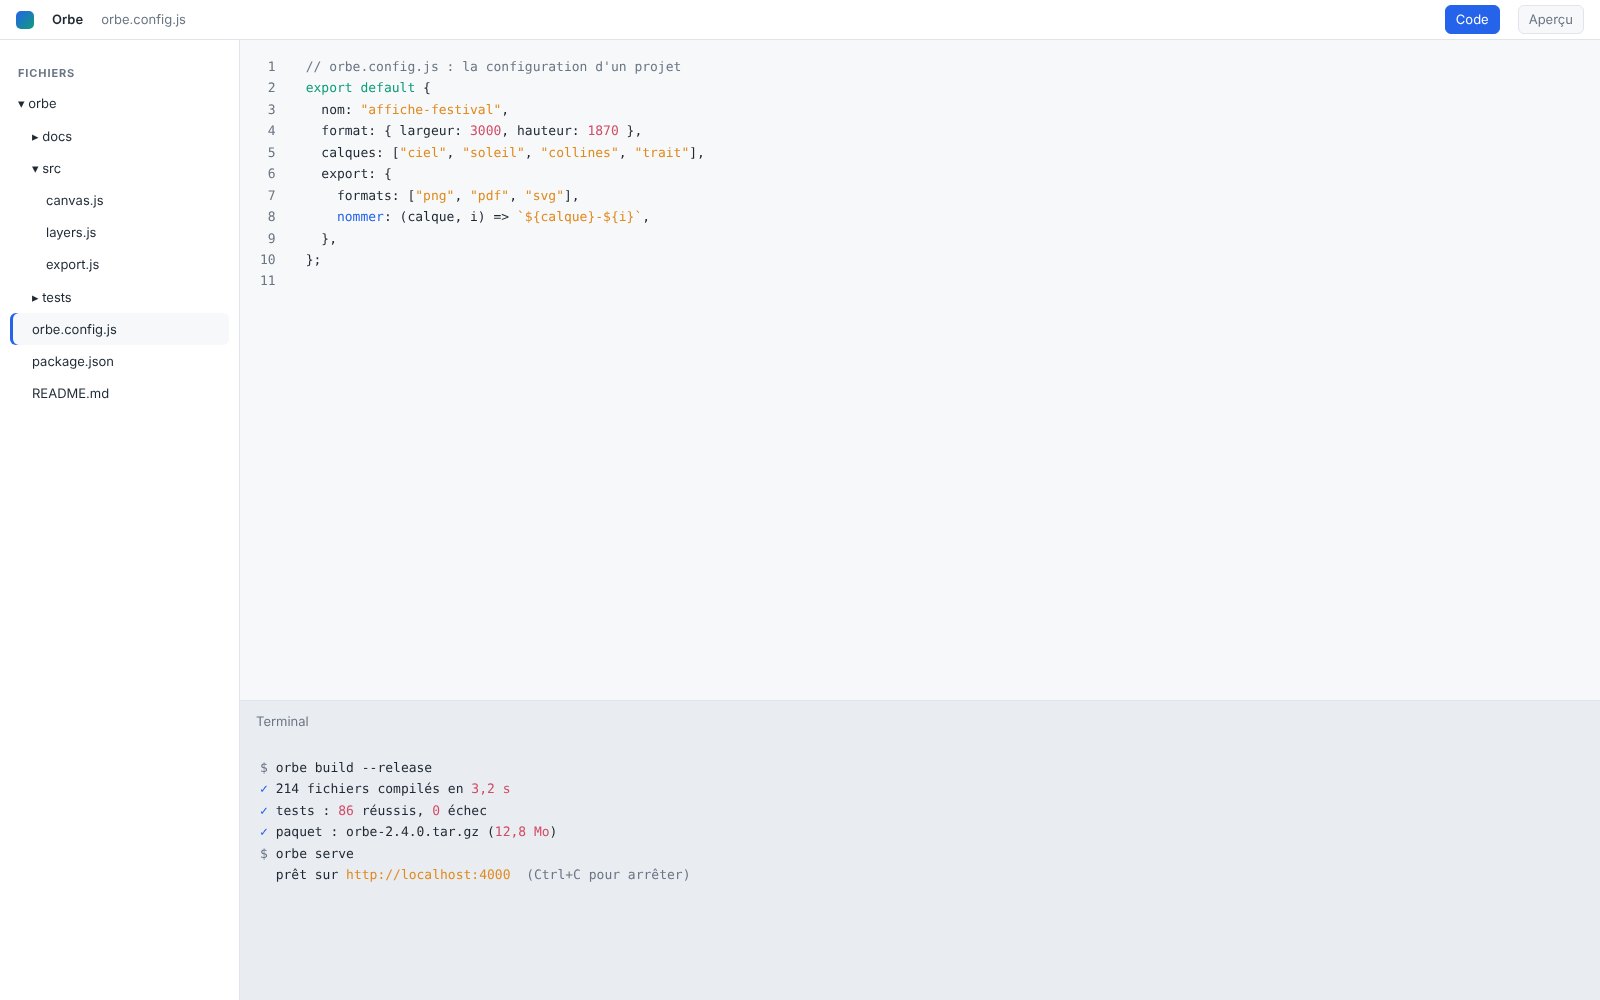 Orbe orbe.config.js Code Aperçu
FICHIERS
▾ orbe
▸ docs
▾ src
canvas.js
layers.js
export.js
▸ tests
orbe.config.js
package.json
README.md
1 // orbe.config.js : la configuration d'un projet
2 export default {
3 nom: "affiche-festival",
4 format: { largeur: 3000, hauteur: 1870 },
5 calques: ["ciel", "soleil", "collines", "trait"],
6 export: {
7 formats: ["png", "pdf", "svg"],
8 nommer: (calque, i) => `${calque}-${i}`,
9 },
10 };
11
Terminal
$ orbe build --release
✓ 214 fichiers compilés en 3,2 s
✓ tests : 86 réussis, 0 échec
✓ paquet : orbe-2.4.0.tar.gz (12,8 Mo)
$ orbe serve
prêt sur http://localhost:4000 (Ctrl+C pour arrêter)